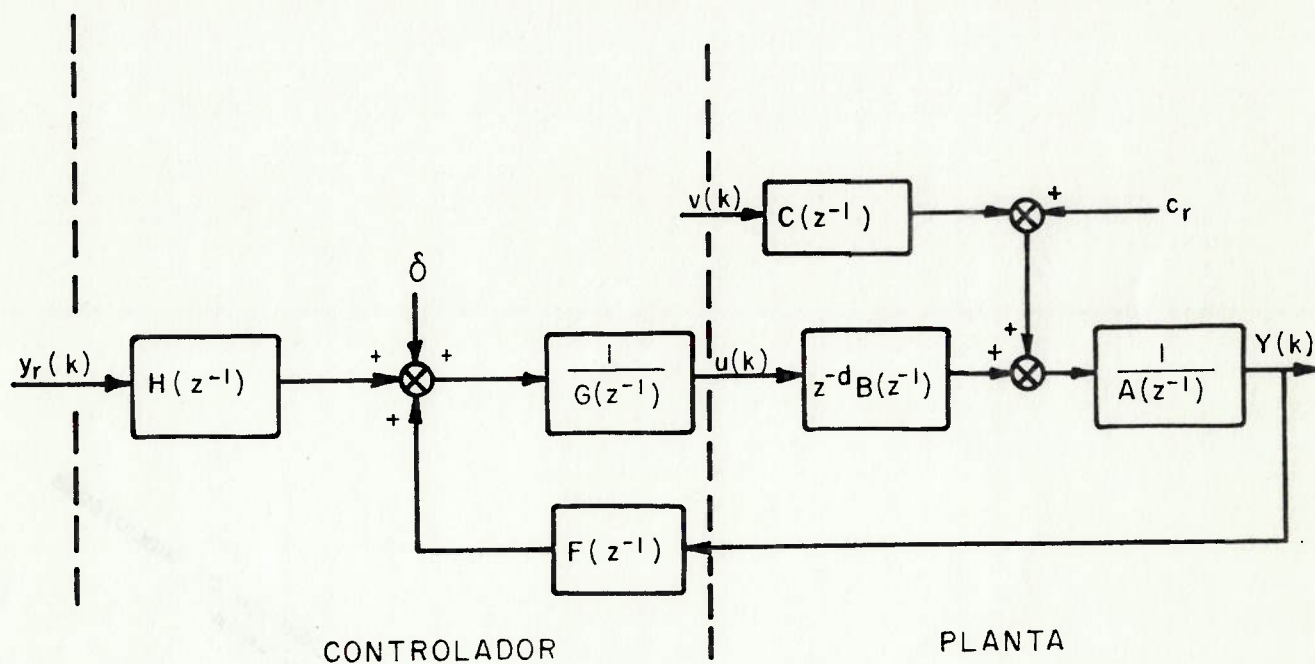 v(k)
C(z⁻¹)
+
c_r
δ
y_r(k)
H(z⁻¹)
+
+
+
1
G(z⁻¹)
u(k)
z⁻ᵈB(z⁻¹)
+
+
1
A(z⁻¹)
Y(k)
F(z⁻¹)
CONTROLADOR
PLANTA